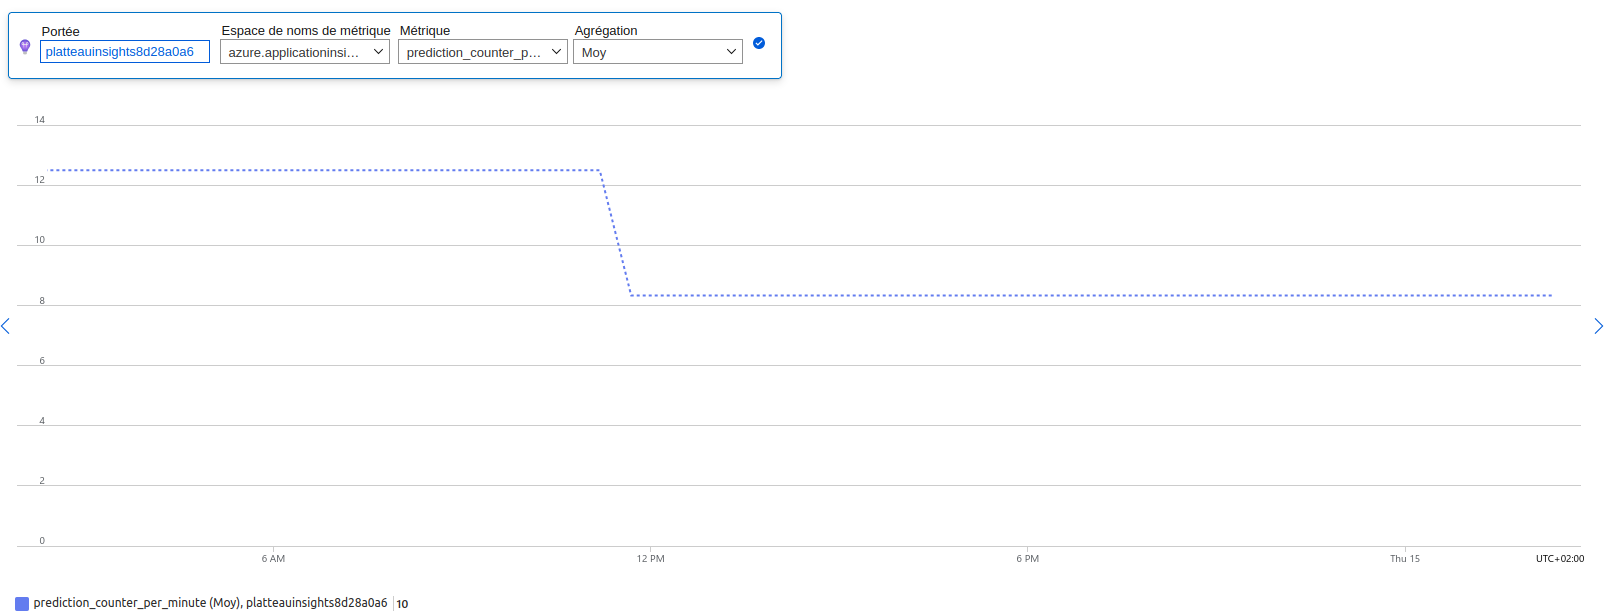 Portée Espace de noms de métrique Métrique Agrégation
platteauinsights8d28a0a6 azure.applicationinsi... prediction_counter_p... Moy
14
12
10
8
6
4
2
0
6 AM 12 PM 6 PM Thu 15 UTC+02:00
prediction_counter_per_minute (Moy), platteauinsights8d28a0a6 10